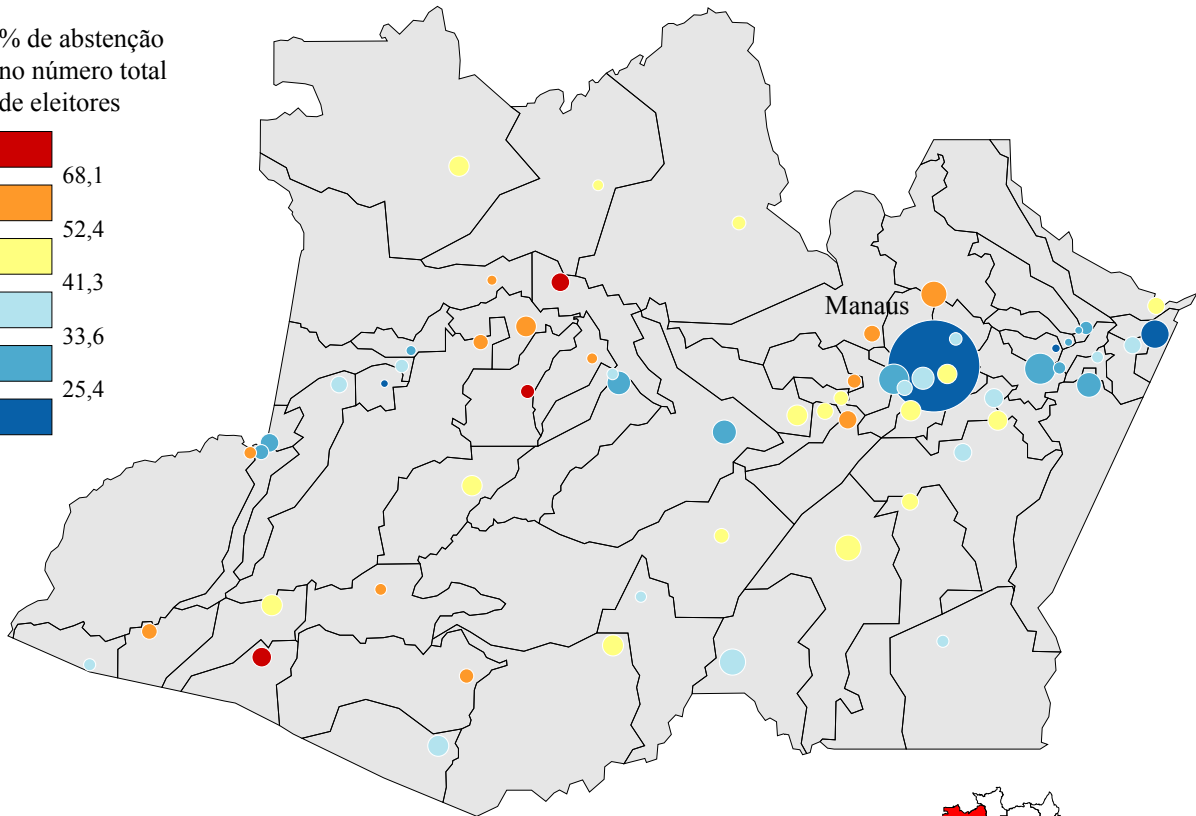 % de abstenção
no número total
de eleitores
68,1
52,4
41,3
33,6
25,4
Manaus